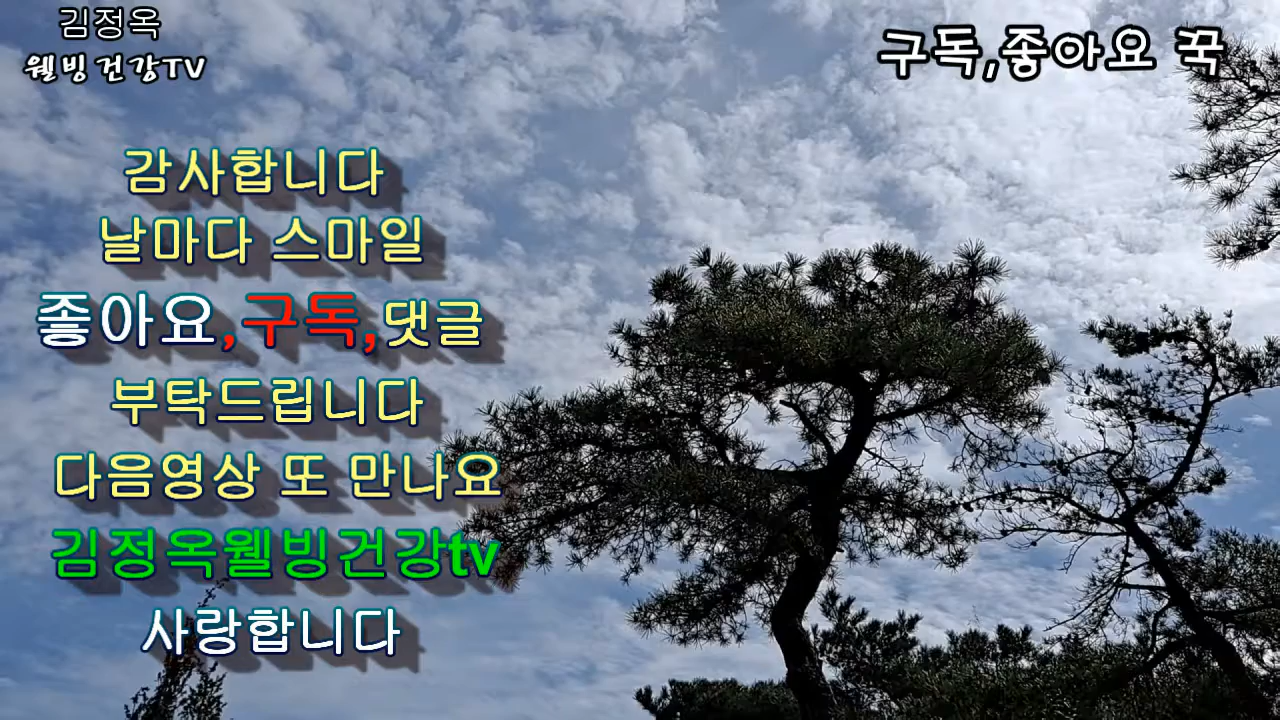 김정옥
웰빙건강TV
구독,좋아요 꾹
감사합니다
날마다 스마일
좋아요,구독,댓글
부탁드립니다
다음영상 또 만나요
김정옥웰빙건강tv
사랑합니다